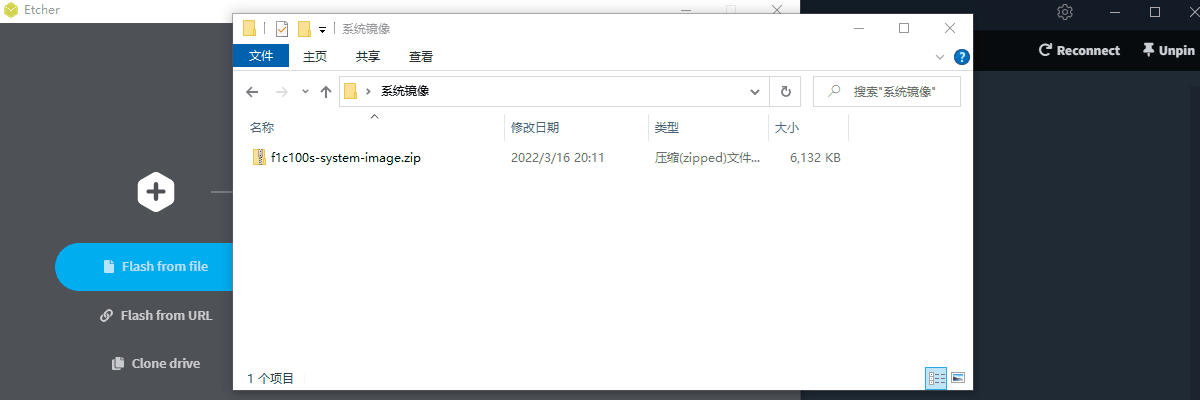 Etcher
系统镜像
文件 主页 共享 查看
Reconnect Unpin
系统镜像
搜索"系统镜像"
名称 修改日期 类型 大小
f1c100s-system-image.zip 2022/3/16 20:11 压缩(zipped)文件... 6,132 KB
Flash from file
Flash from URL
Clone drive
1 个项目